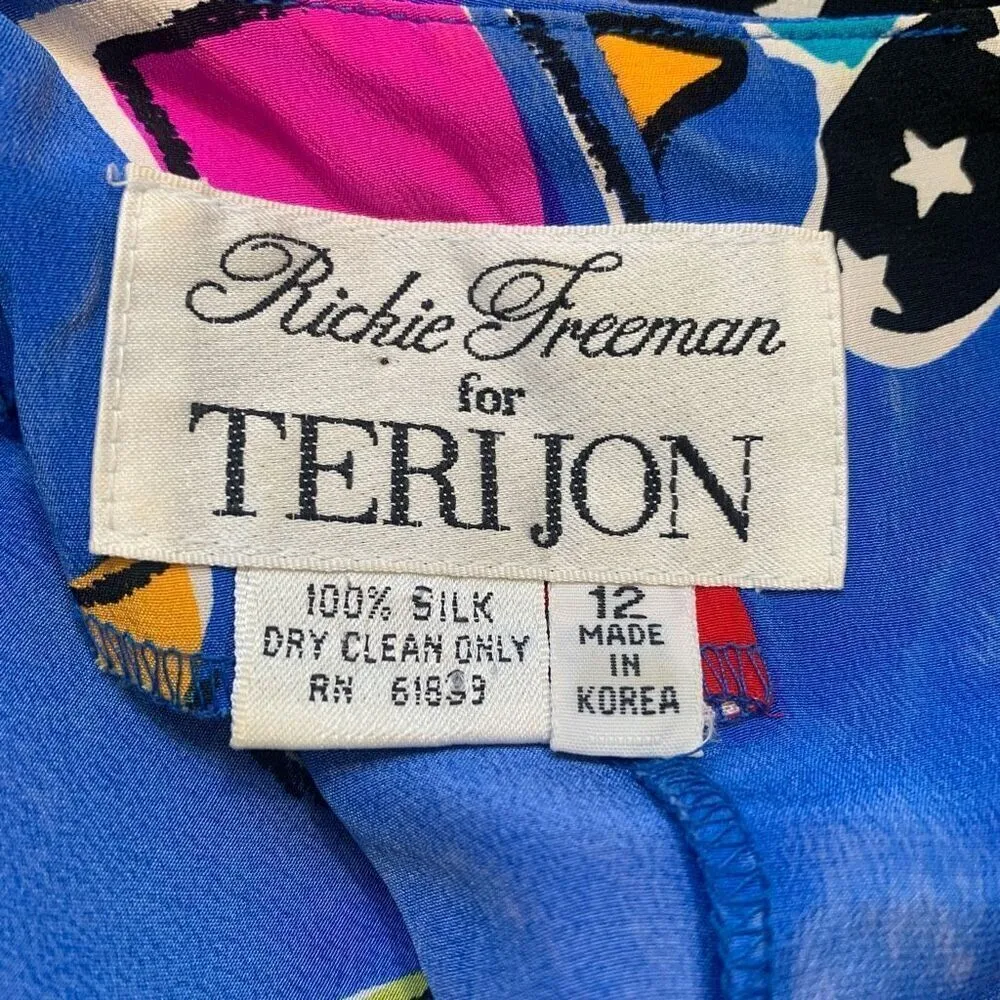 Rickie Freeman
for
TERI JON
100% SILK
DRY CLEAN ONLY
RN
12
MADE
IN
KOREA